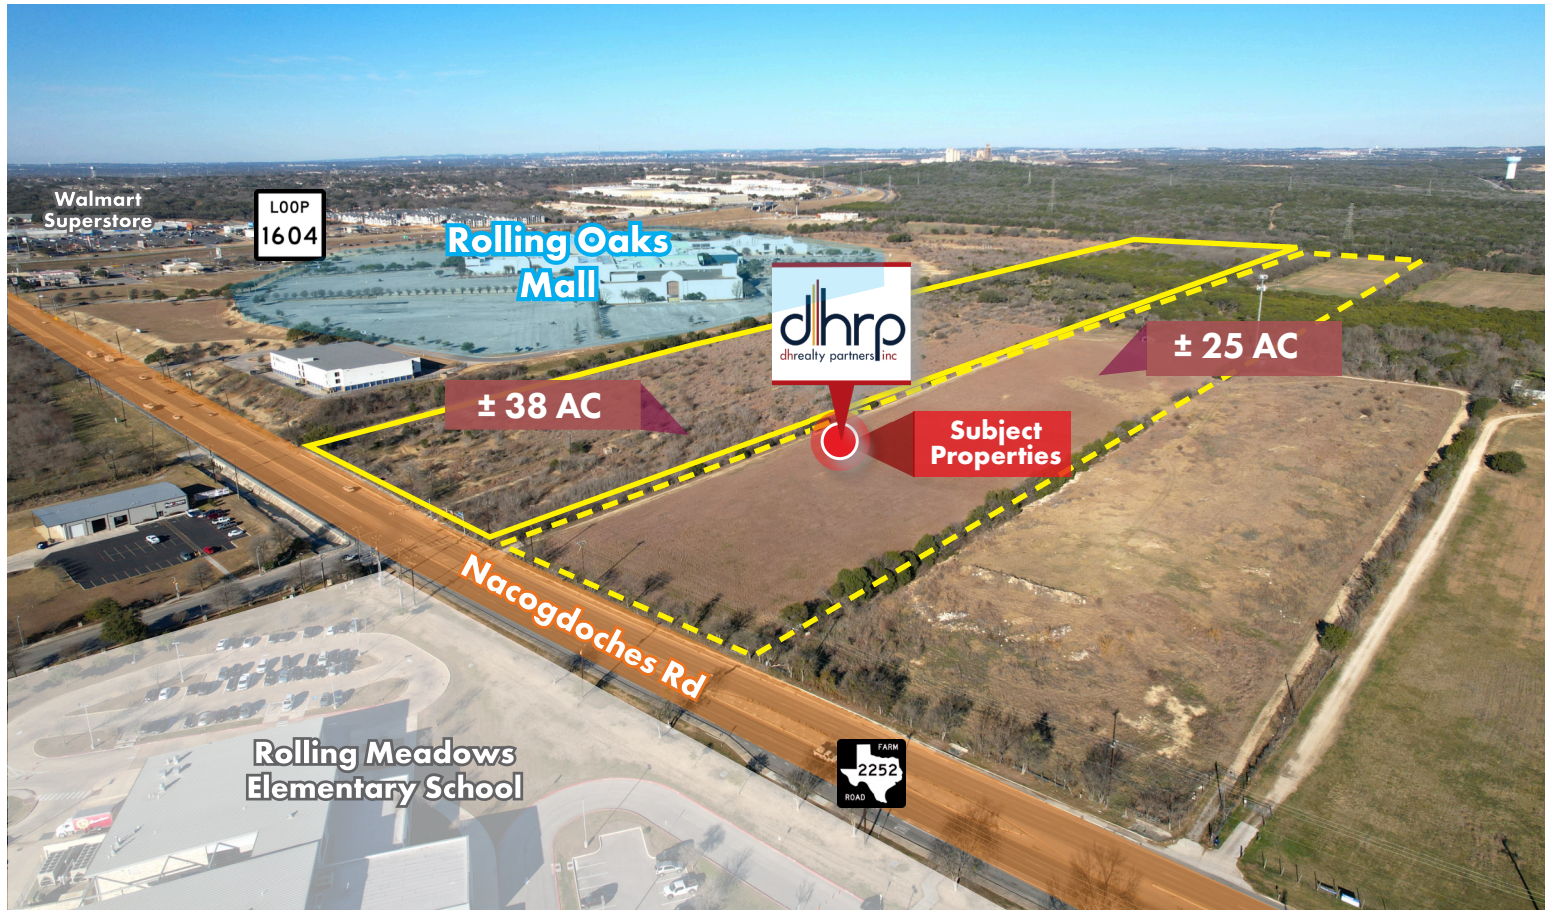 Walmart
Superstore
LOOP
1604
Rolling Oaks
Mall
dhrp
dhrealty partners inc
± 25 AC
± 38 AC
Subject
Properties
Nacogdoches Rd
Rolling Meadows
Elementary School
FARM
2252
ROAD